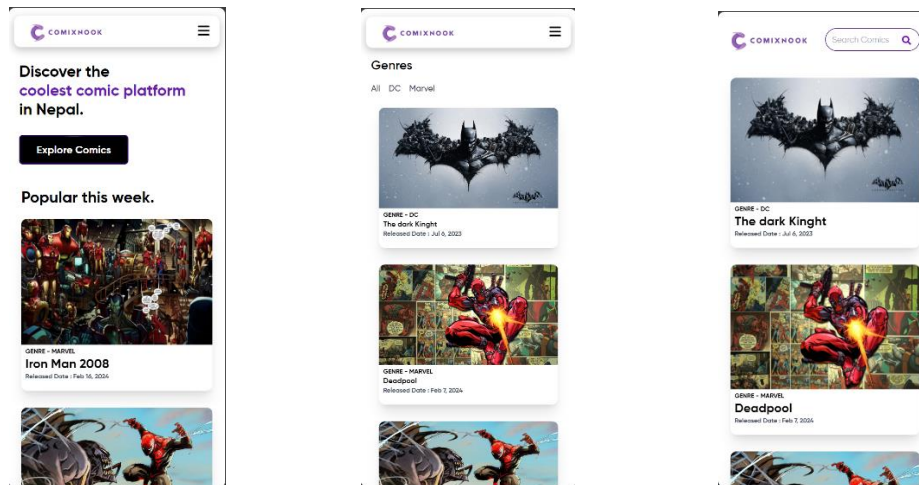 COMIXNOOK
Discover the
coolest comic platform
in Nepal.
Explore Comics
Popular this week.
GENRE - MARVEL
Iron Man 2008
Released Date : Feb 16, 2024
COMIXNOOK
Genres
All DC Marvel
GENRE - DC
The dark Kinght
Released Date : Jul 6, 2023
GENRE - MARVEL
Deadpool
Released Date : Feb 7, 2024
COMIXNOOK
Search Comics
GENRE - DC
The dark Kinght
Released Date : Jul 6, 2023
GENRE - MARVEL
Deadpool
Released Date : Feb 7, 2024